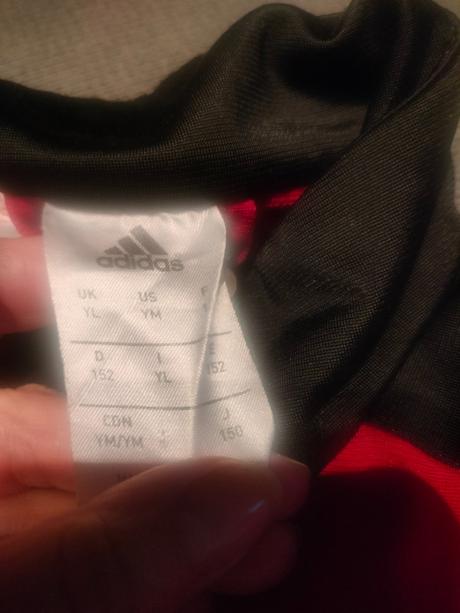 adidas
UK US F
YL YM
D I E
152 YL 152
CDN J
YM/YM 150